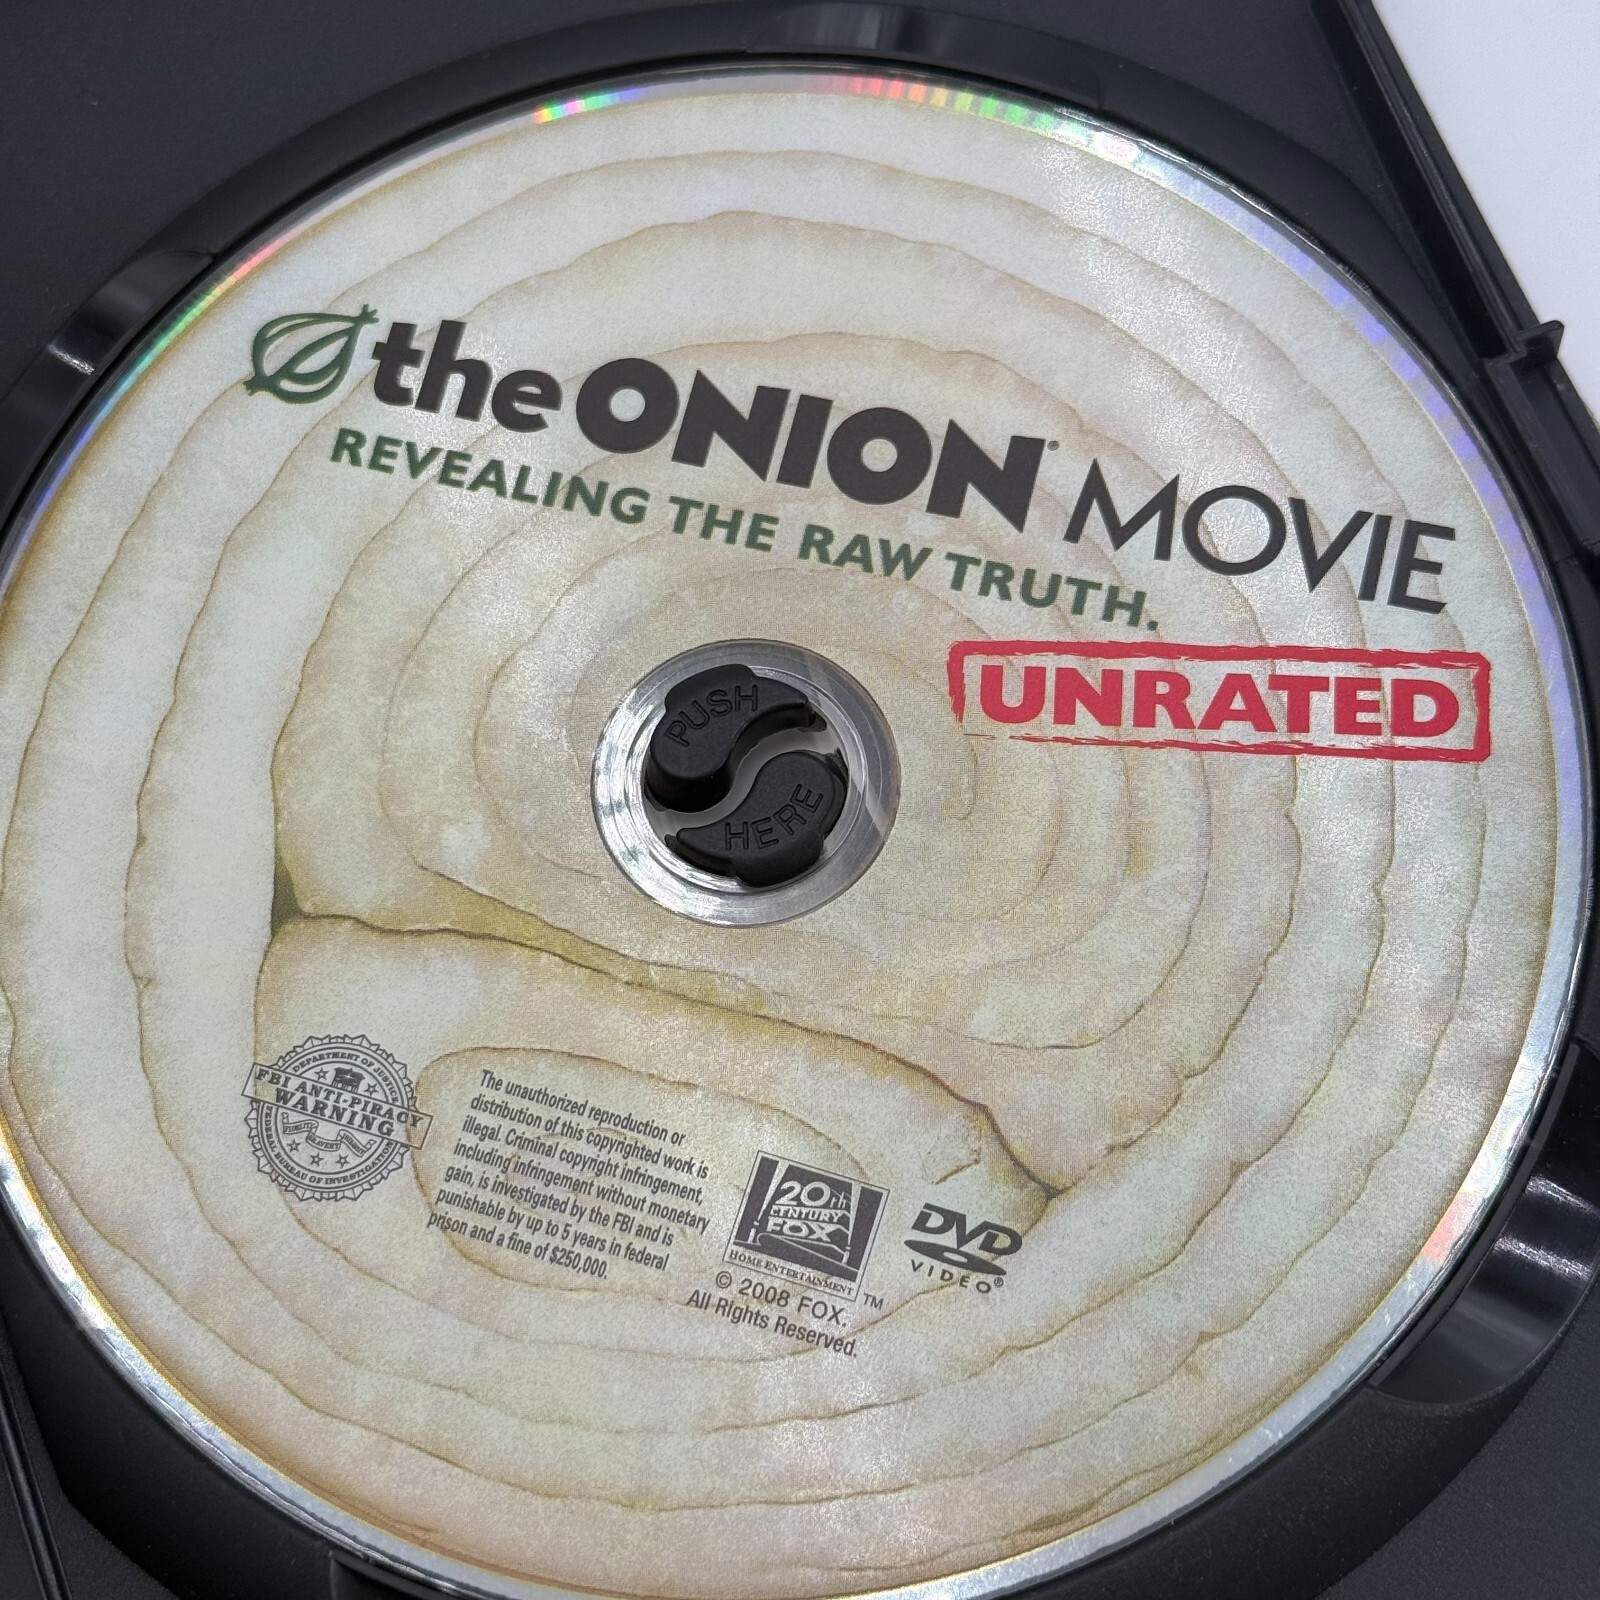 the ONION® MOVIE
REVEALING THE RAW TRUTH.
UNRATED
PUSH
HERE
DEPARTMENT OF JUSTICE
FBI ANTI-PIRACY
WARNING
FIDELITY BRAVERY
FEDERAL BUREAU OF INVESTIGATION
The unauthorized reproduction or
distribution of this copyrighted work is
illegal. Criminal copyright infringement,
including infringement without monetary
gain, is investigated by the FBI and is
punishable by up to 5 years in federal
prison and a fine of $250,000.
20th
CENTURY
FOX
HOME ENTERTAINMENT TM
© 2008 FOX.
All Rights Reserved.
DVD
VIDEO®